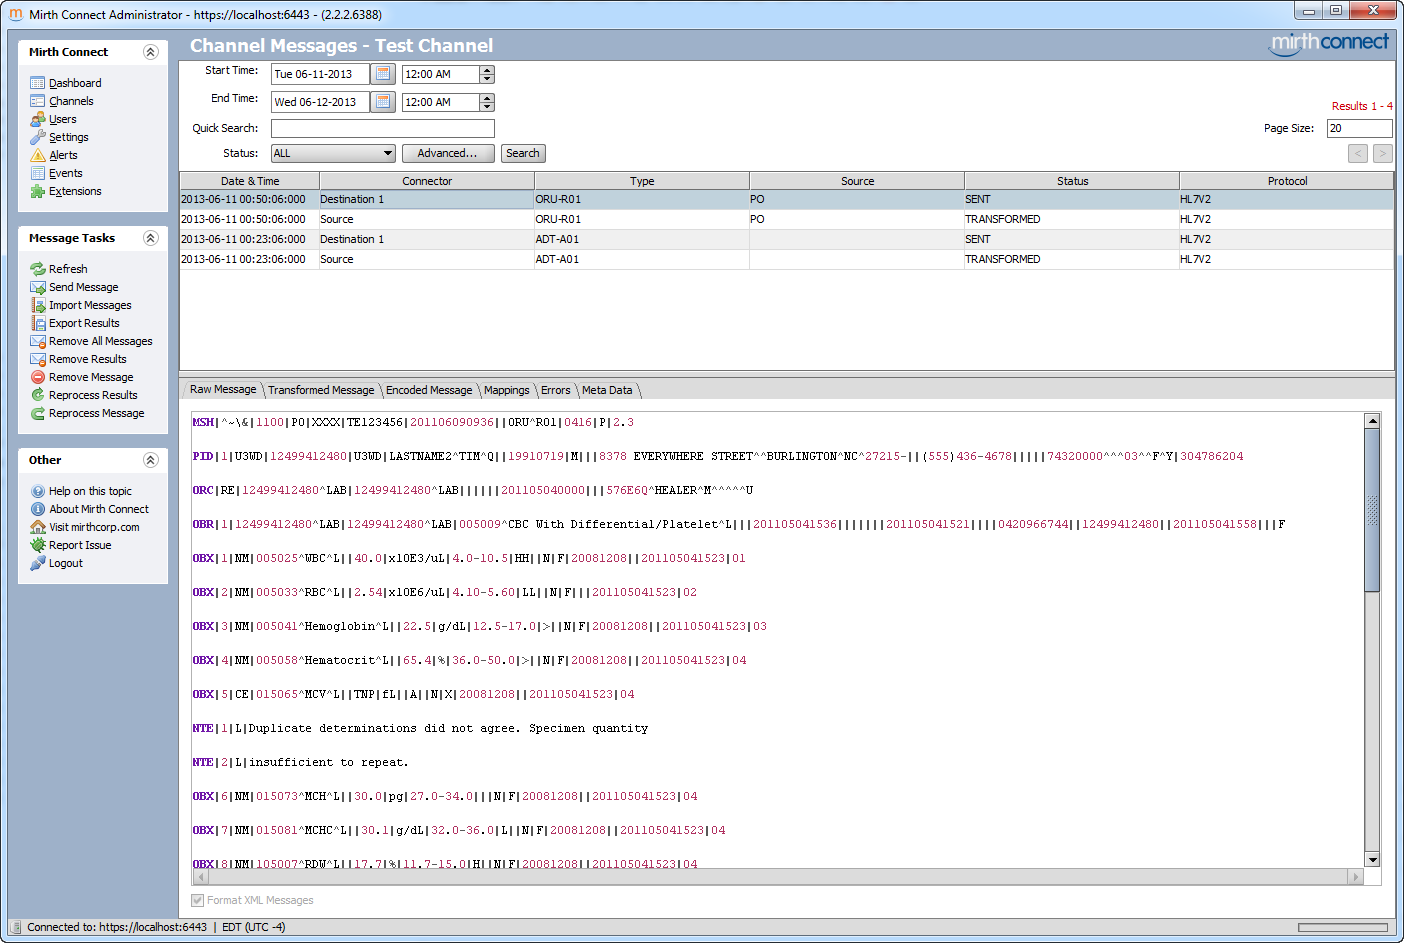 Mirth Connect Administrator - https://localhost:6443 - (2.2.2.6388)
Mirth Connect
Dashboard
Channels
Users
Settings
Alerts
Events
Extensions
Message Tasks
Refresh
Send Message
Import Messages
Export Results
Remove All Messages
Remove Results
Remove Message
Reprocess Results
Reprocess Message
Other
Help on this topic
About Mirth Connect
Visit mirthcorp.com
Report Issue
Logout
Channel Messages - Test Channel
mirthconnect
Start Time: Tue 06-11-2013 12:00 AM
End Time: Wed 06-12-2013 12:00 AM
Results 1 - 4
Quick Search: Page Size: 20
Status: ALL Advanced... Search < >
Date & Time Connector Type Source Status Protocol
2013-06-11 00:50:06:000 Destination 1 ORU-R01 PO SENT HL7V2
2013-06-11 00:50:06:000 Source ORU-R01 PO TRANSFORMED HL7V2
2013-06-11 00:23:06:000 Destination 1 ADT-A01 SENT HL7V2
2013-06-11 00:23:06:000 Source ADT-A01 TRANSFORMED HL7V2
Raw Message Transformed Message Encoded Message Mappings Errors Meta Data
MSH|^~\&|1100|PO|XXXX|TE123456|201106090936||ORU^R01|0416|P|2.3
PID|1|U3WD|12499412480|U3WD|LASTNAME2^TIM^Q||19910719|M|||8378 EVERYWHERE STREET^^BURLINGTON^NC^27215-||(555)436-4678|||||74320000^^^03^^F^Y|304786204
ORC|RE|12499412480^LAB|12499412480^LAB||||||201105040000|||576E6Q^HEALER^M^^^^^U
OBR|1|12499412480^LAB|12499412480^LAB|005009^CBC With Differential/Platelet^L|||201105041536|||||||201105041521||||0420966744||12499412480||201105041558|||F
OBX|1|NM|005025^WBC^L||40.0|x10E3/uL|4.0-10.5|HH||N|F|20081208||201105041523|01
OBX|2|NM|005033^RBC^L||2.54|x10E6/uL|4.10-5.60|LL||N|F|||201105041523|02
OBX|3|NM|005041^Hemoglobin^L||22.5|g/dL|12.5-17.0|>||N|F|20081208||201105041523|03
OBX|4|NM|005058^Hematocrit^L||65.4|%|36.0-50.0|>||N|F|20081208||201105041523|04
OBX|5|CE|015065^MCV^L||TNP|fL||A||N|X|20081208||201105041523|04
NTE|1|L|Duplicate determinations did not agree. Specimen quantity
NTE|2|L|insufficient to repeat.
OBX|6|NM|015073^MCH^L||30.0|pg|27.0-34.0|||N|F|20081208||201105041523|04
OBX|7|NM|015081^MCHC^L||30.1|g/dL|32.0-36.0|L||N|F|20081208||201105041523|04
OBX|8|NM|105007^RDW^L||17.7|%|11.7-15.0|H||N|F|20081208||201105041523|04
Format XML Messages
Connected to: https://localhost:6443 | EDT (UTC -4)